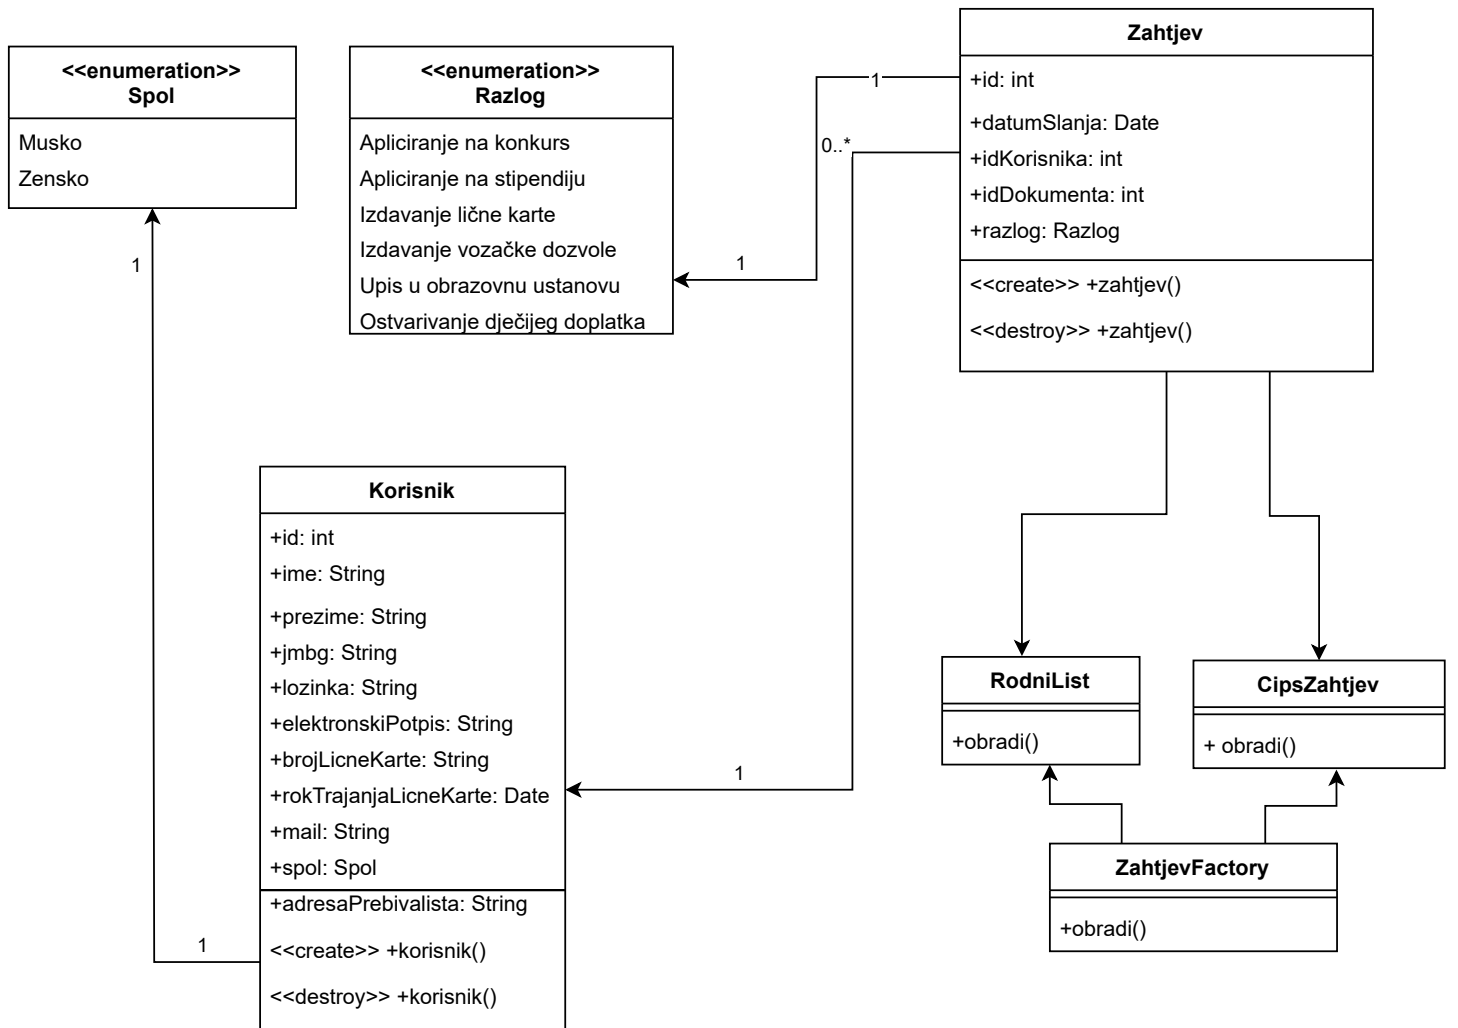 <<enumeration>>
Spol
Musko
Zensko
1
1
<<enumeration>>
Razlog
Apliciranje na konkurs
Apliciranje na stipendiju
Izdavanje lične karte
Izdavanje vozačke dozvole
Upis u obrazovnu ustanovu
Ostvarivanje dječijeg doplatka
1
1
0..*
1
Zahtjev
+id: int
+datumSlanja: Date
+idKorisnika: int
+idDokumenta: int
+razlog: Razlog
<<create>> +zahtjev()
<<destroy>> +zahtjev()
Korisnik
+id: int
+ime: String
+prezime: String
+jmbg: String
+lozinka: String
+elektronskiPotpis: String
+brojLicneKarte: String
+rokTrajanjaLicneKarte: Date
+mail: String
+spol: Spol
+adresaPrebivalista: String
<<create>> +korisnik()
<<destroy>> +korisnik()
RodniList
+obradi()
CipsZahtjev
+ obradi()
ZahtjevFactory
+obradi()